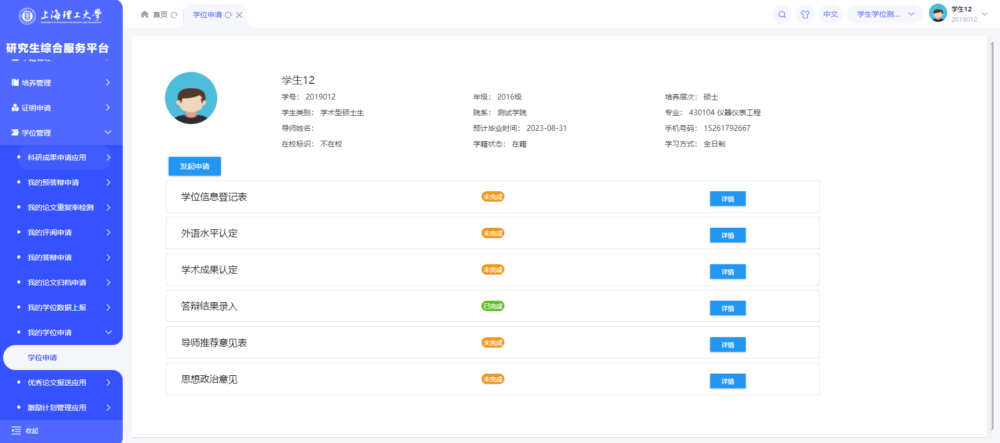 上海理工大学
UNIVERSITY OF SHANGHAI FOR SCIENCE AND TECHNOLOGY
研究生综合服务平台
培养管理
证明申请
学位管理
科研成果申请应用
我的预答辩申请
我的论文重复率检测
我的评阅申请
我的答辩申请
我的论文归档申请
我的学位数据上报
我的学位申请
学位申请
优秀论文报送应用
激励计划管理应用
收起
首页
学位申请
中文
学生学位测...
学生12
2019012
学生12
学号： 2019012
年级： 2016级
培养层次： 硕士
学生类别： 学术型硕士生
院系： 测试学院
专业： 430104 仪器仪表工程
导师姓名：
预计毕业时间： 2023-08-31
手机号码： 15261792667
在校标识： 不在校
学籍状态： 在籍
学习方式： 全日制
发起申请
学位信息登记表 未完成 详情
外语水平认定 未完成 详情
学术成果认定 未完成 详情
答辩结果录入 已完成 详情
导师推荐意见表 未完成 详情
思想政治意见 未完成 详情